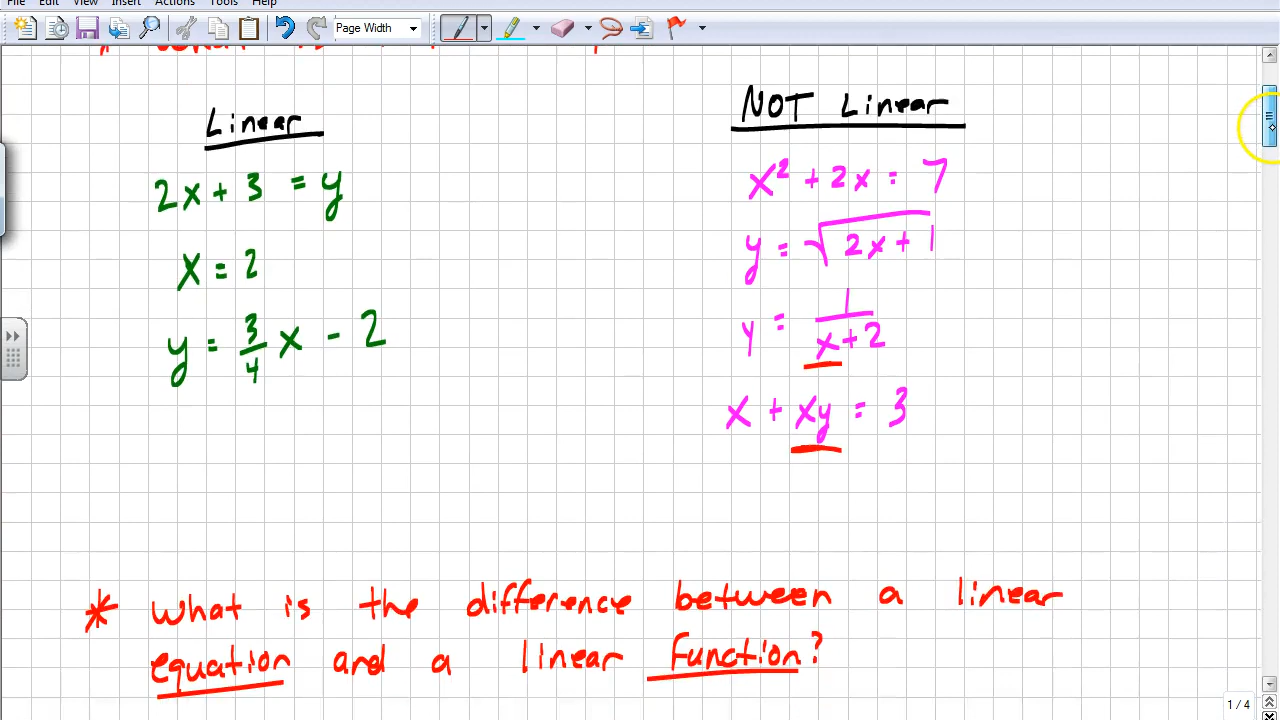 File Edit View Insert Actions Tools Help
Page Width
Linear
2x + 3 = y
x = 2
y = 3/4 x - 2
NOT Linear
x² + 2x = 7
y = √(2x + 1)
y = 1/(x+2)
x + xy = 3
* What is the difference between a linear
equation and a linear function?
1 / 4